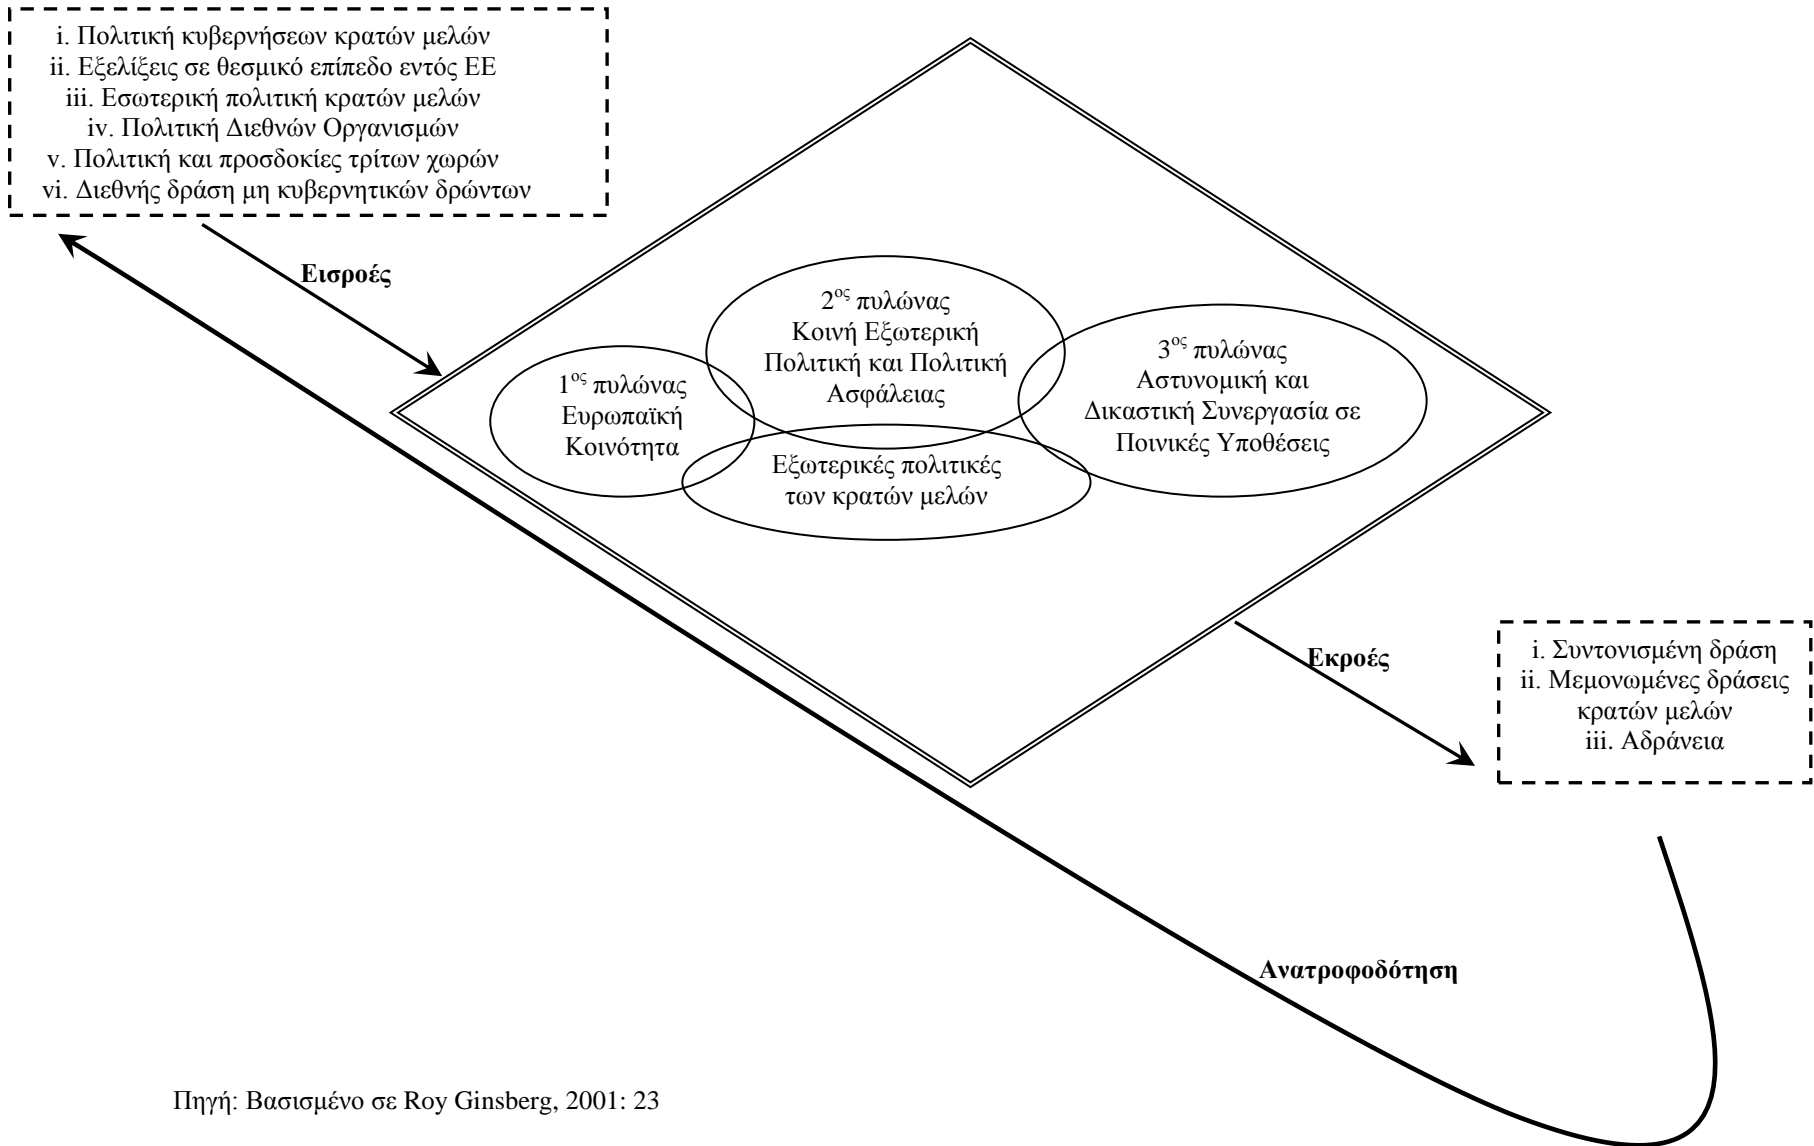 i. Πολιτική κυβερνήσεων κρατών μελών
ii. Εξελίξεις σε θεσμικό επίπεδο εντός ΕΕ
iii. Εσωτερική πολιτική κρατών μελών
iv. Πολιτική Διεθνών Οργανισμών
v. Πολιτική και προσδοκίες τρίτων χωρών
vi. Διεθνής δράση μη κυβερνητικών δρώντων
Εισροές
1ος πυλώνας
Ευρωπαϊκή
Κοινότητα
2ος πυλώνας
Κοινή Εξωτερική
Πολιτική και Πολιτική
Ασφάλειας
3ος πυλώνας
Αστυνομική και
Δικαστική Συνεργασία σε
Ποινικές Υποθέσεις
Εξωτερικές πολιτικές
των κρατών μελών
Εκροές
i. Συντονισμένη δράση
ii. Μεμονωμένες δράσεις
κρατών μελών
iii. Αδράνεια
Ανατροφοδότηση
Πηγή: Βασισμένο σε Roy Ginsberg, 2001: 23